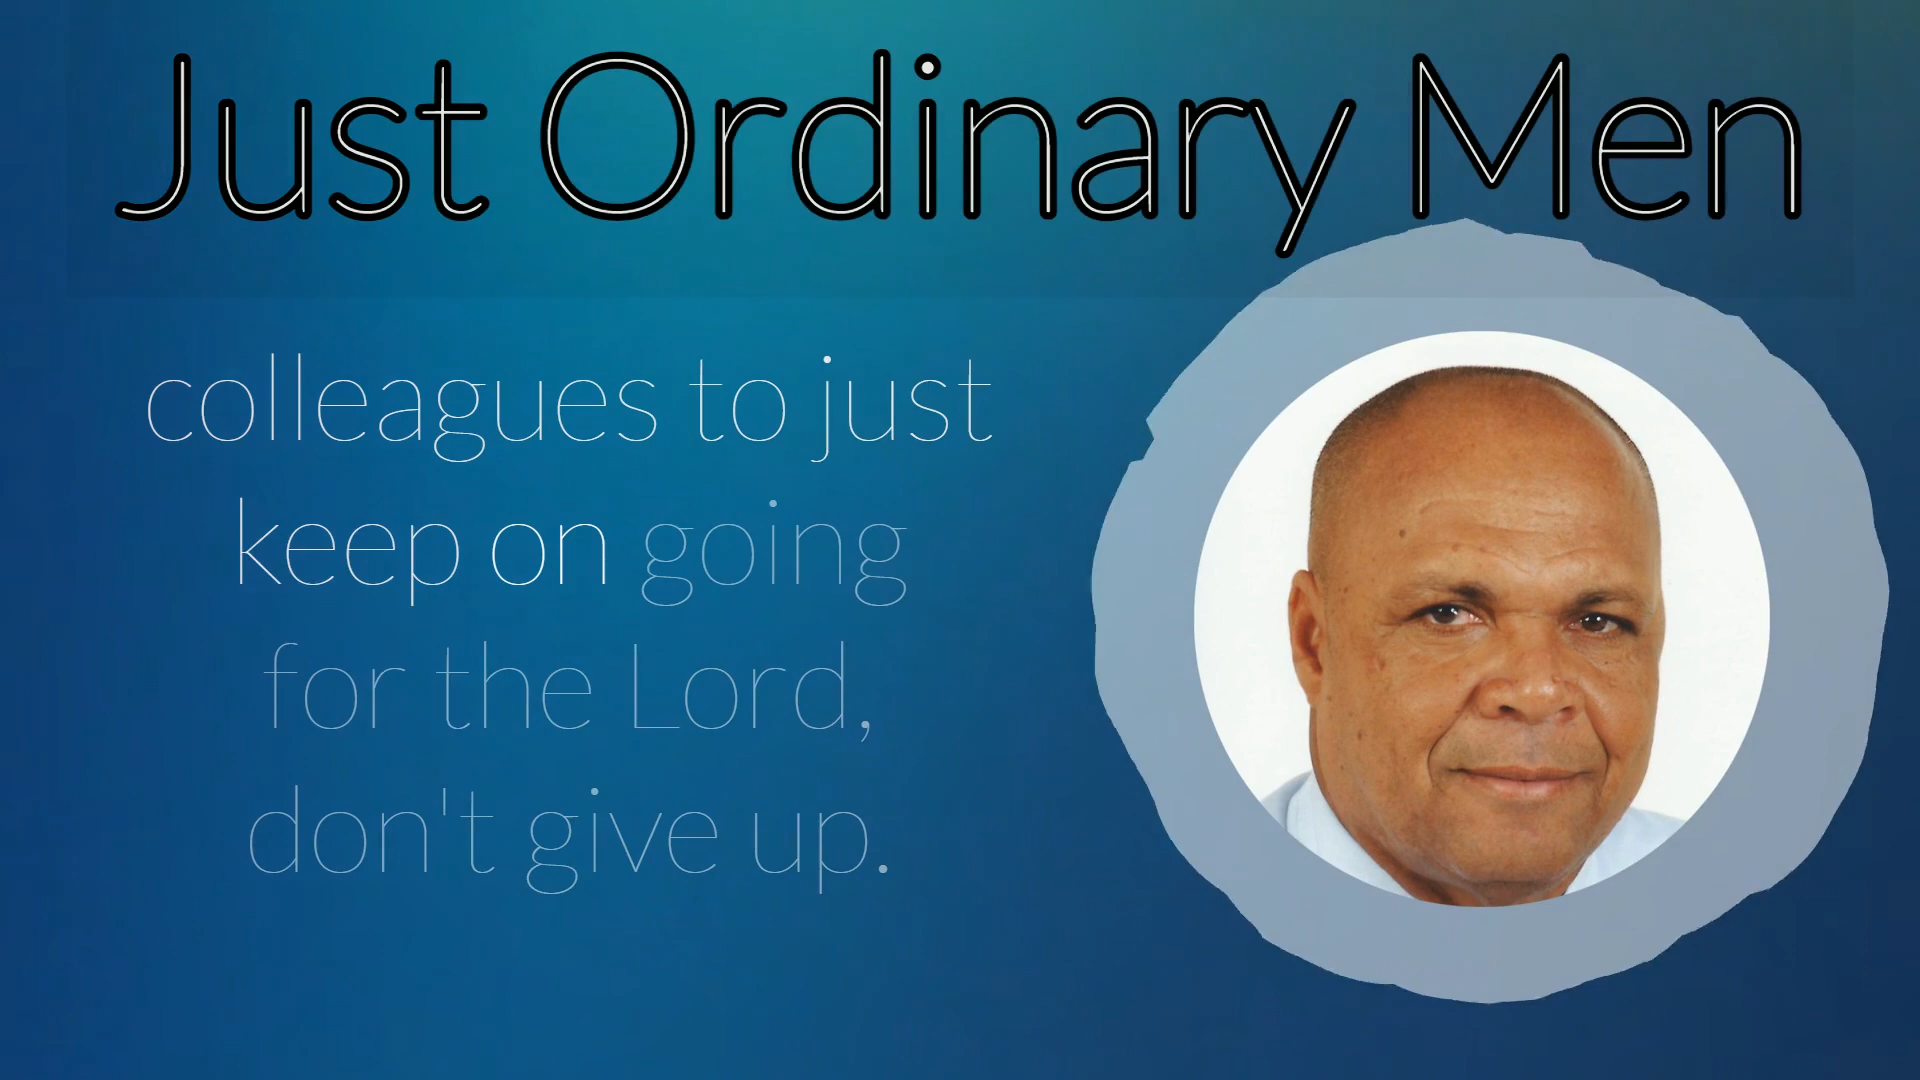 Just Ordinary Men
colleagues to just
keep on going
for the Lord,
don't give up.